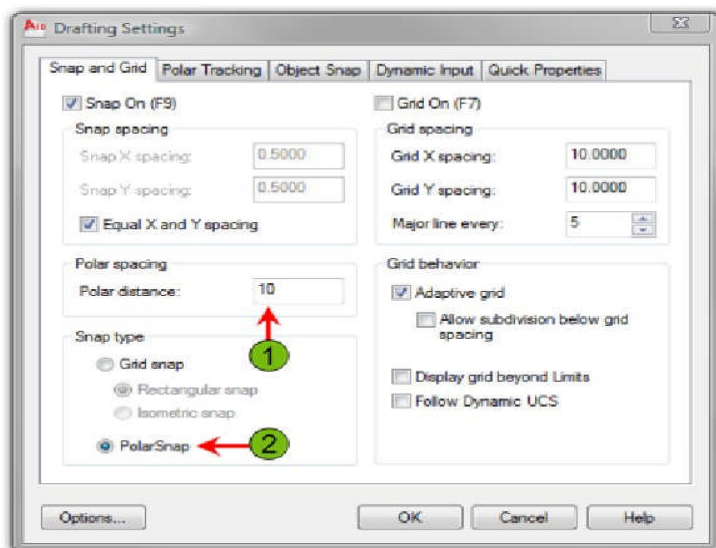 Drafting Settings
Snap and Grid Polar Tracking Object Snap Dynamic Input Quick Properties
Snap On (F9)
Snap spacing
Snap X spacing: 0.5000
Snap Y spacing: 0.5000
Equal X and Y spacing
Polar spacing
Polar distance: 10
1
Snap type
Grid snap
Rectangular snap
Isometric snap
PolarSnap 2
Grid On (F7)
Grid spacing
Grid X spacing: 10.0000
Grid Y spacing: 10.0000
Major line every: 5
Grid behavior
Adaptive grid
Allow subdivision below grid
spacing
Display grid beyond Limits
Follow Dynamic UCS
Options... OK Cancel Help